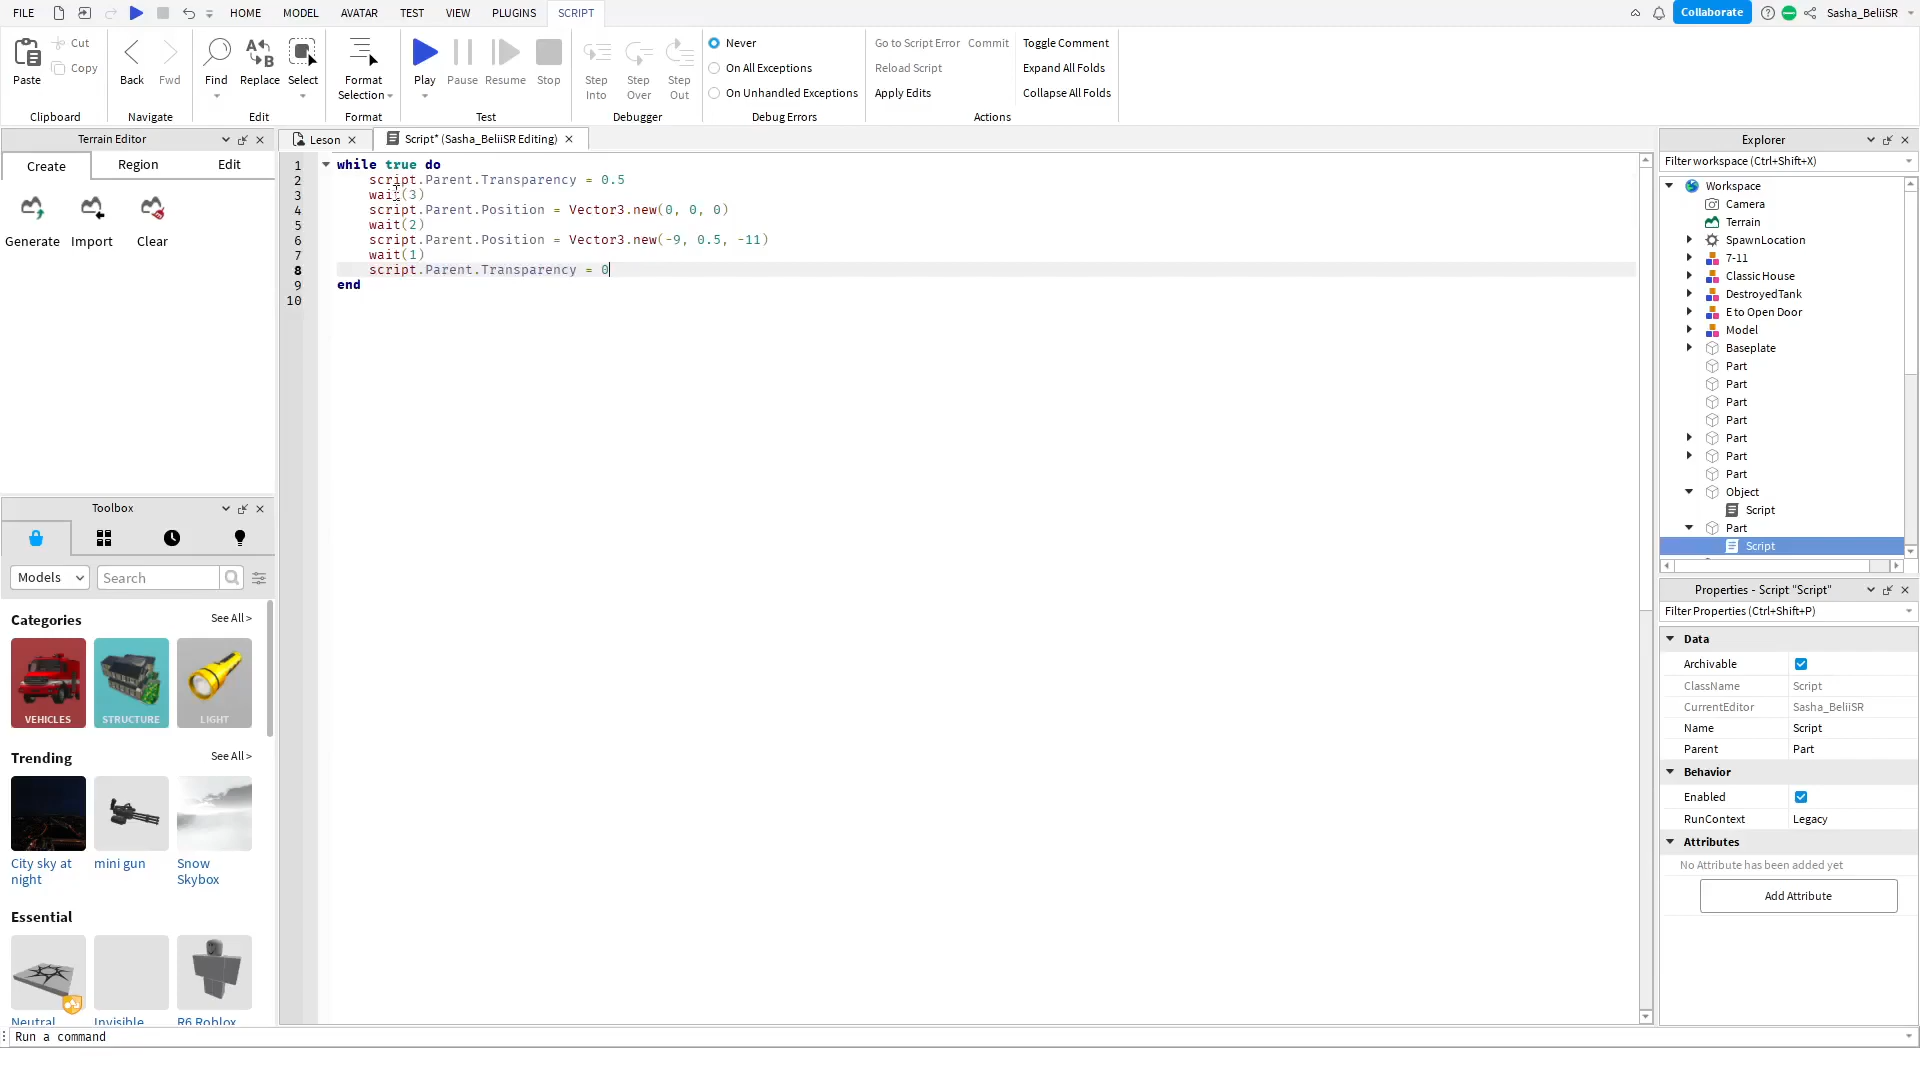 FILE HOME MODEL AVATAR TEST VIEW PLUGINS SCRIPT Collaborate Sasha_BeliiSR
Paste Cut Copy
Clipboard
Back Fwd
Navigate
Find Replace Select
Edit
Format Selection
Format
Play Pause Resume Stop
Test
Step Into Step Over Step Out
Debugger
Never
On All Exceptions
On Unhandled Exceptions
Debug Errors
Go to Script Error Commit Toggle Comment
Reload Script Expand All Folds
Apply Edits Collapse All Folds
Actions
Terrain Editor
Create Region Edit
Generate Import Clear
Toolbox
Models Search
Categories See All >
VEHICLES STRUCTURE LIGHT
Trending See All >
City sky at night
mini gun
Snow Skybox
Essential
Neutral Invisible R6 Roblox
Leson Script* (Sasha_BeliiSR Editing)
1 while true do
2 script.Parent.Transparency = 0.5
3 wait(3)
4 script.Parent.Position = Vector3.new(0, 0, 0)
5 wait(2)
6 script.Parent.Position = Vector3.new(-9, 0.5, -11)
7 wait(1)
8 script.Parent.Transparency = 0
9 end
10
Explorer
Filter workspace (Ctrl+Shift+X)
Workspace
Camera
Terrain
SpawnLocation
7-11
Classic House
DestroyedTank
E to Open Door
Model
Baseplate
Part
Part
Part
Part
Part
Part
Part
Object
Script
Part
Script
Properties - Script "Script"
Filter Properties (Ctrl+Shift+P)
Data
Archivable
ClassName Script
CurrentEditor Sasha_BeliiSR
Name Script
Parent Part
Behavior
Enabled
RunContext Legacy
Attributes
No Attribute has been added yet
Add Attribute
Run a command